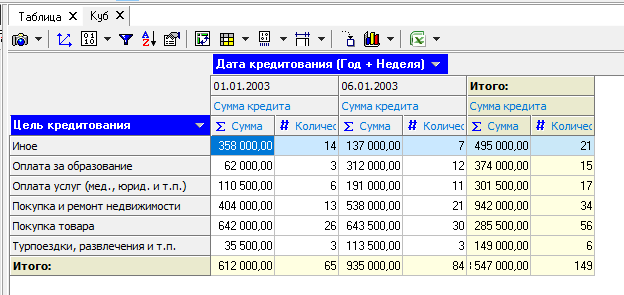 Таблица X Куб X
Дата кредитования (Год + Неделя)
01.01.2003 06.01.2003 Итого:
Сумма кредита Сумма кредита Сумма кредита
Цель кредитования Σ Сумма # Количес Σ Сумма # Количес Σ Сумма # Количес
Иное 358 000,00 14 137 000,00 7 495 000,00 21
Оплата за образование 62 000,00 3 312 000,00 12 374 000,00 15
Оплата услуг (мед., юрид. и т.п.) 110 500,00 6 191 000,00 11 301 500,00 17
Покупка и ремонт недвижимости 404 000,00 13 538 000,00 21 942 000,00 34
Покупка товара 642 000,00 26 643 500,00 30 285 500,00 56
Турпоездки, развлечения и т.п. 35 500,00 3 113 500,00 3 149 000,00 6
Итого: 612 000,00 65 935 000,00 84 547 000,00 149